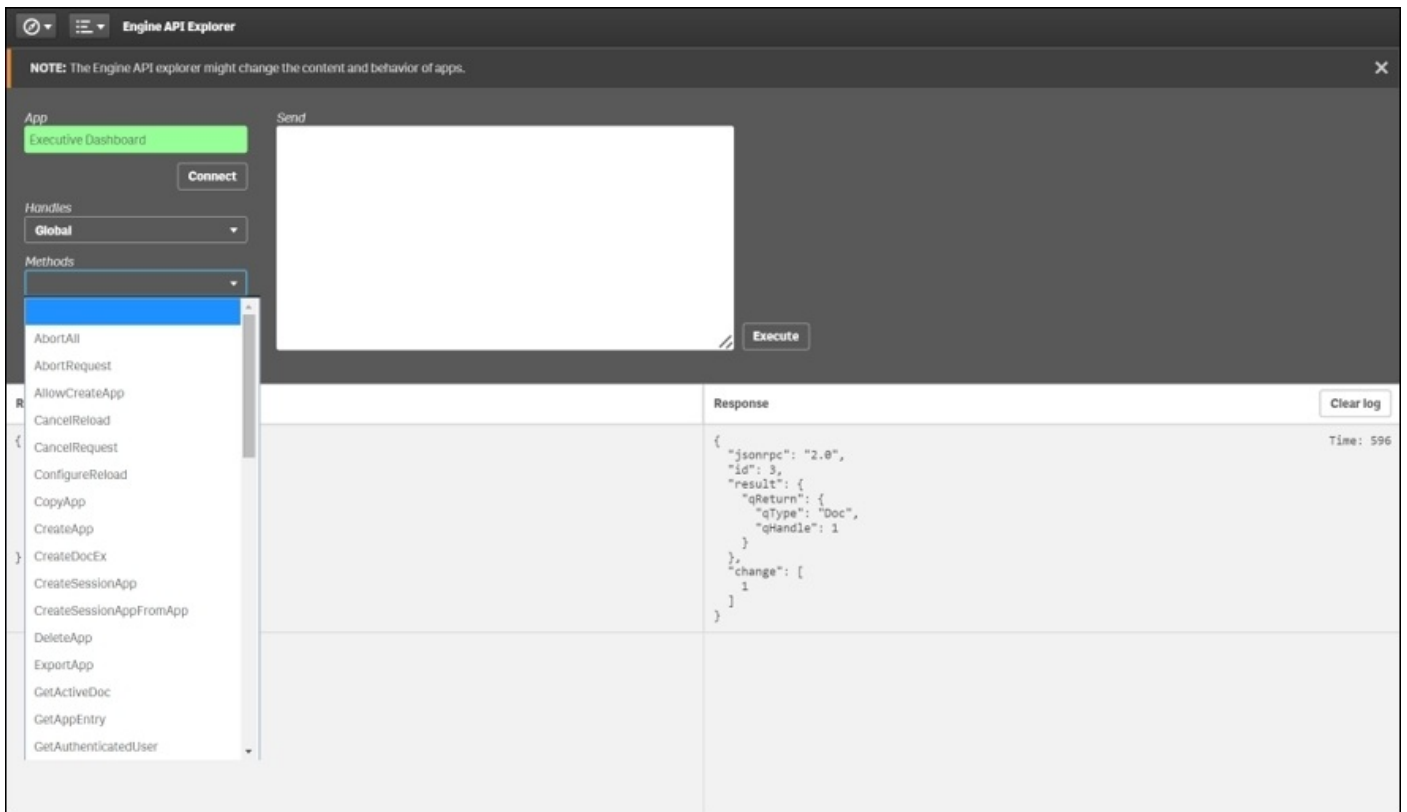 Engine API Explorer
NOTE: The Engine API explorer might change the content and behavior of apps.
App
Executive Dashboard
Connect
Handles
Global
Methods
AbortAll
AbortRequest
AllowCreateApp
CancelReload
CancelRequest
ConfigureReload
CopyApp
CreateApp
CreateDocEx
CreateSessionApp
CreateSessionAppFromApp
DeleteApp
ExportApp
GetActiveDoc
GetAppEntry
GetAuthenticatedUser
Send
Execute
R
{
}
Response
Clear log
Time: 596
{
"jsonrpc": "2.0",
"id": 3,
"result": {
"qReturn": {
"qType": "Doc",
"qHandle": 1
}
},
"change": [
1
]
}